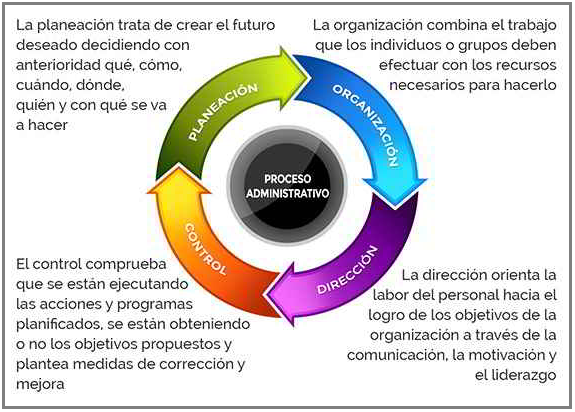 La planeación trata de crear el futuro
deseado decidiendo con
anterioridad qué, cómo,
cuándo, dónde,
quién y con qué se va
a hacer
La organización combina el trabajo
que los individuos o grupos deben
efectuar con los recursos
necesarios para hacerlo
PLANEACIÓN
ORGANIZACIÓN
PROCESO
ADMINISTRATIVO
CONTROL
DIRECCIÓN
El control comprueba
que se están ejecutando
las acciones y programas
planificados, se están obteniendo
o no los objetivos propuestos y
plantea medidas de corrección y
mejora
La dirección orienta la
labor del personal hacia el
logro de los objetivos de la
organización a través de la
comunicación, la motivación y
el liderazgo